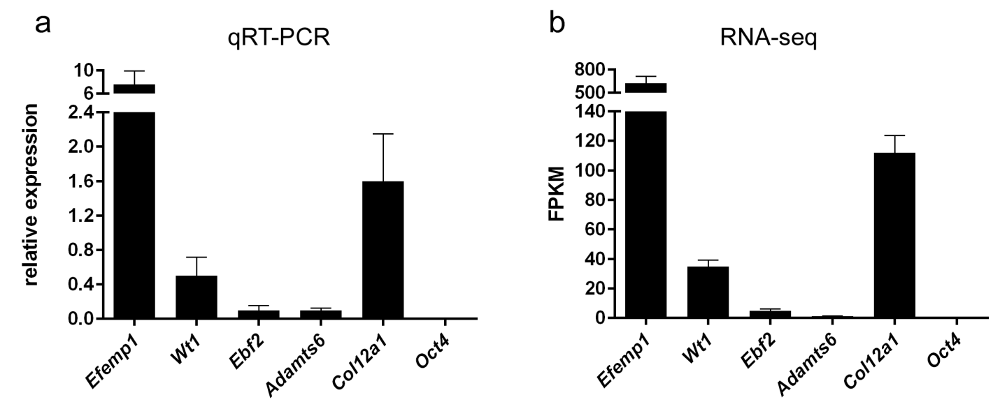 a
qRT-PCR
relative expression
10
6
2.4
2.0
1.6
1.2
0.8
0.4
0.0
Efemp1
Wt1
Ebf2
Adamts6
Col12a1
Oct4
b
RNA-seq
FPKM
800
500
140
120
100
80
60
40
20
0
Efemp1
Wt1
Ebf2
Adamts6
Col12a1
Oct4